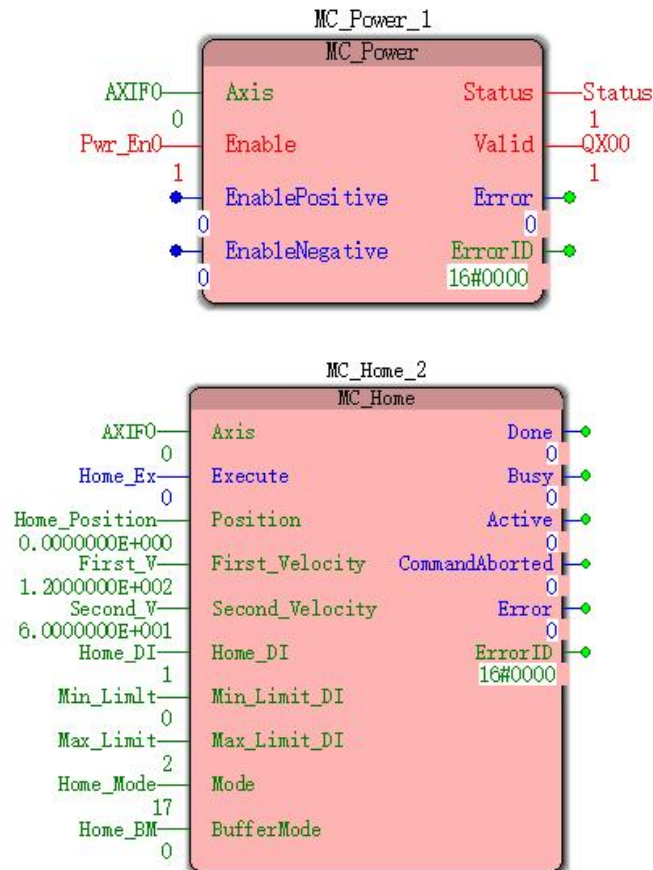 MC_Power_1
MC_Power
AXIF0 Axis Status Status
0 1
Pwr_En0 Enable Valid QX00
1 1
EnablePositive Error
0 0
EnableNegative ErrorID
0 16#0000
MC_Home_2
MC_Home
AXIF0 Axis Done
0 0
Home_Ex Execute Busy
0 0
Home_Position Position Active
0.0000000E+000 0
First_V First_Velocity CommandAborted
1.2000000E+002 0
Second_V Second_Velocity Error
6.0000000E+001 0
Home_DI Home_DI ErrorID
1 16#0000
Min_Limlt Min_Limit_DI
0
Max_Limit Max_Limit_DI
2
Home_Mode Mode
17
Home_BM BufferMode
0